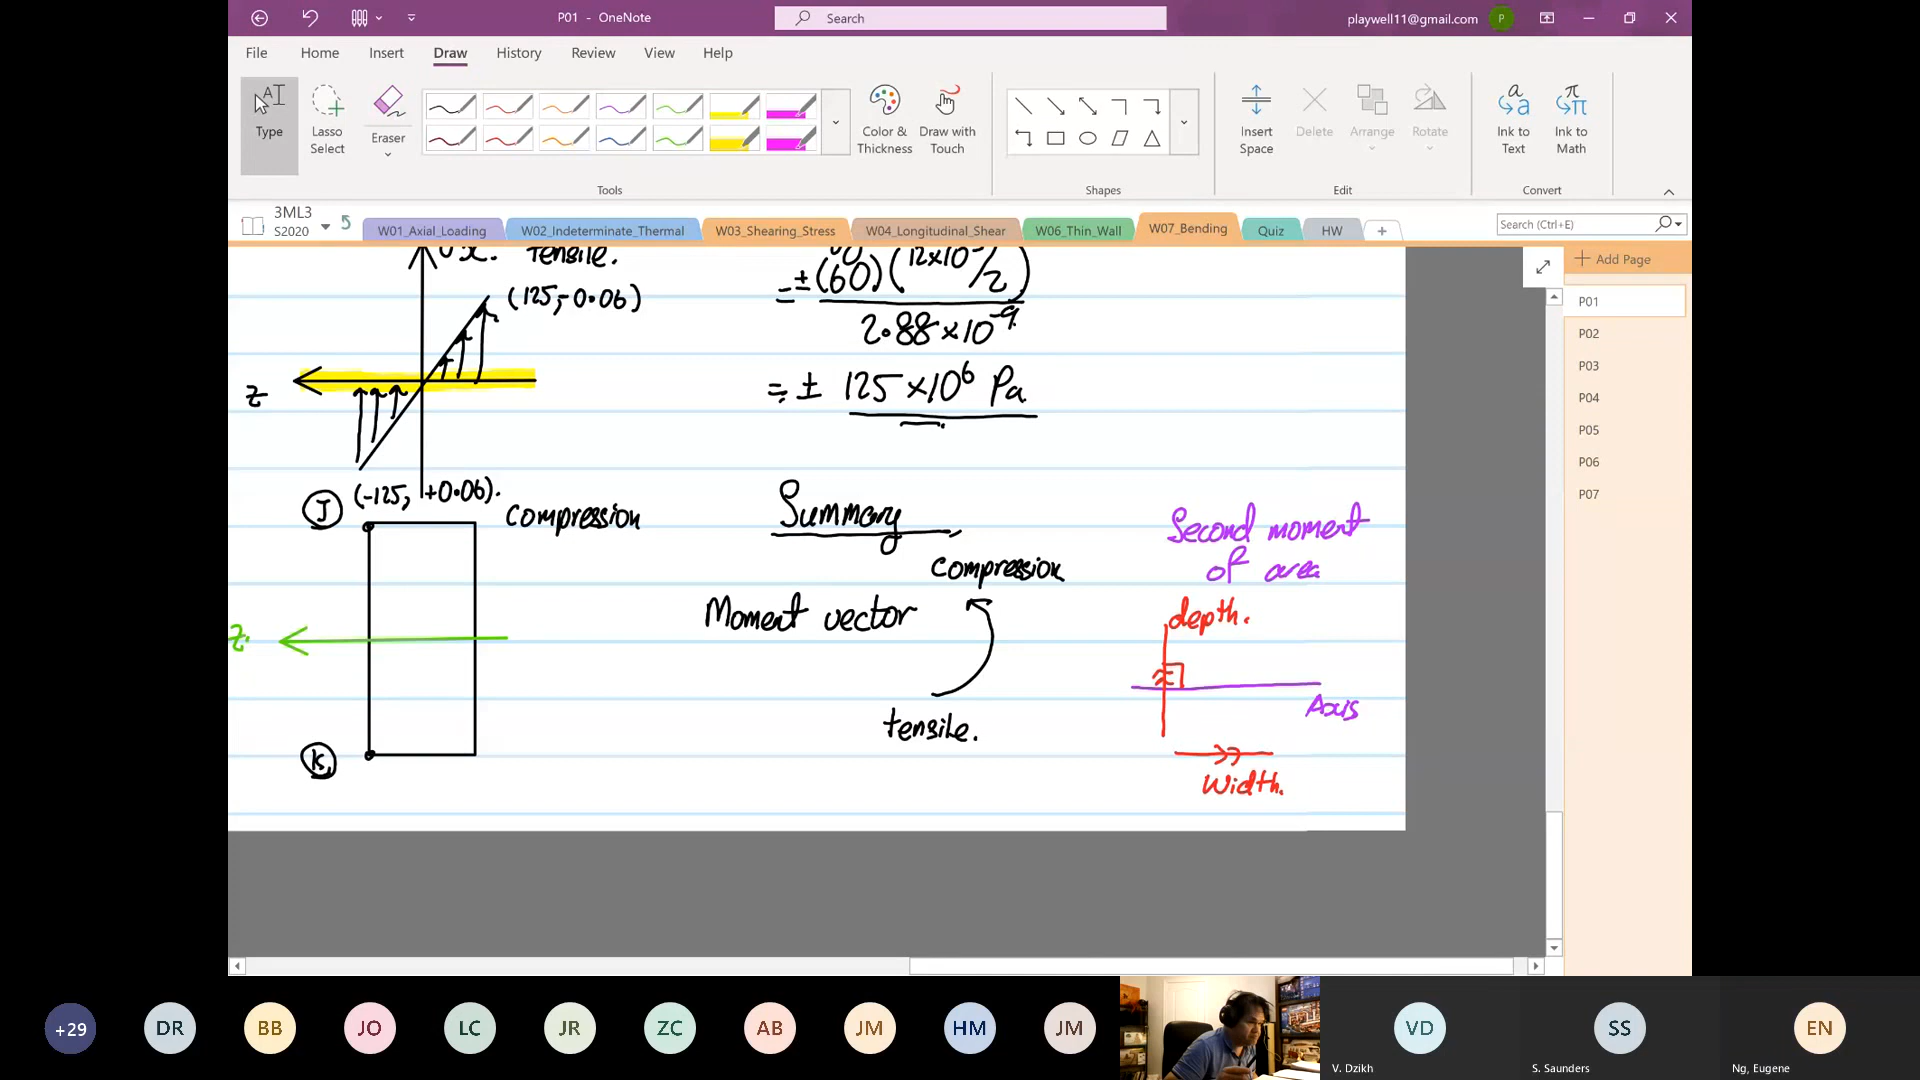 P01 - OneNote
Search
playwell11@gmail.com
P
File
Home
Insert
Draw
History
Review
View
Help
Type
Lasso Select
Eraser
Color & Thickness
Draw with Touch
Insert Space
Delete
Arrange
Rotate
Ink to Text
Ink to Math
Tools
Shapes
Edit
Convert
3ML3 S2020
W01_Axial_Loading
W02_Indeterminate_Thermal
W03_Shearing_Stress
W04_Longitudinal_Shear
W06_Thin_Wall
W07_Bending
Quiz
HW
Search (Ctrl+E)
Add Page
P01
P02
P03
P04
P05
P06
P07
tensile.
(125, -0.06)
z
(-125, +0.06).
compression
J
z.
K
= ± (60)(
/2)
2.88 × 10⁻⁹
= ± 125 × 10⁶ Pa
Summary
compression
Moment vector
tensile.
Second moment
of area
depth.
Axis
Width.
+29
DR
BB
JO
LC
JR
ZC
AB
JM
HM
JM
VD
V. Dzikh
SS
S. Saunders
EN
Ng, Eugene